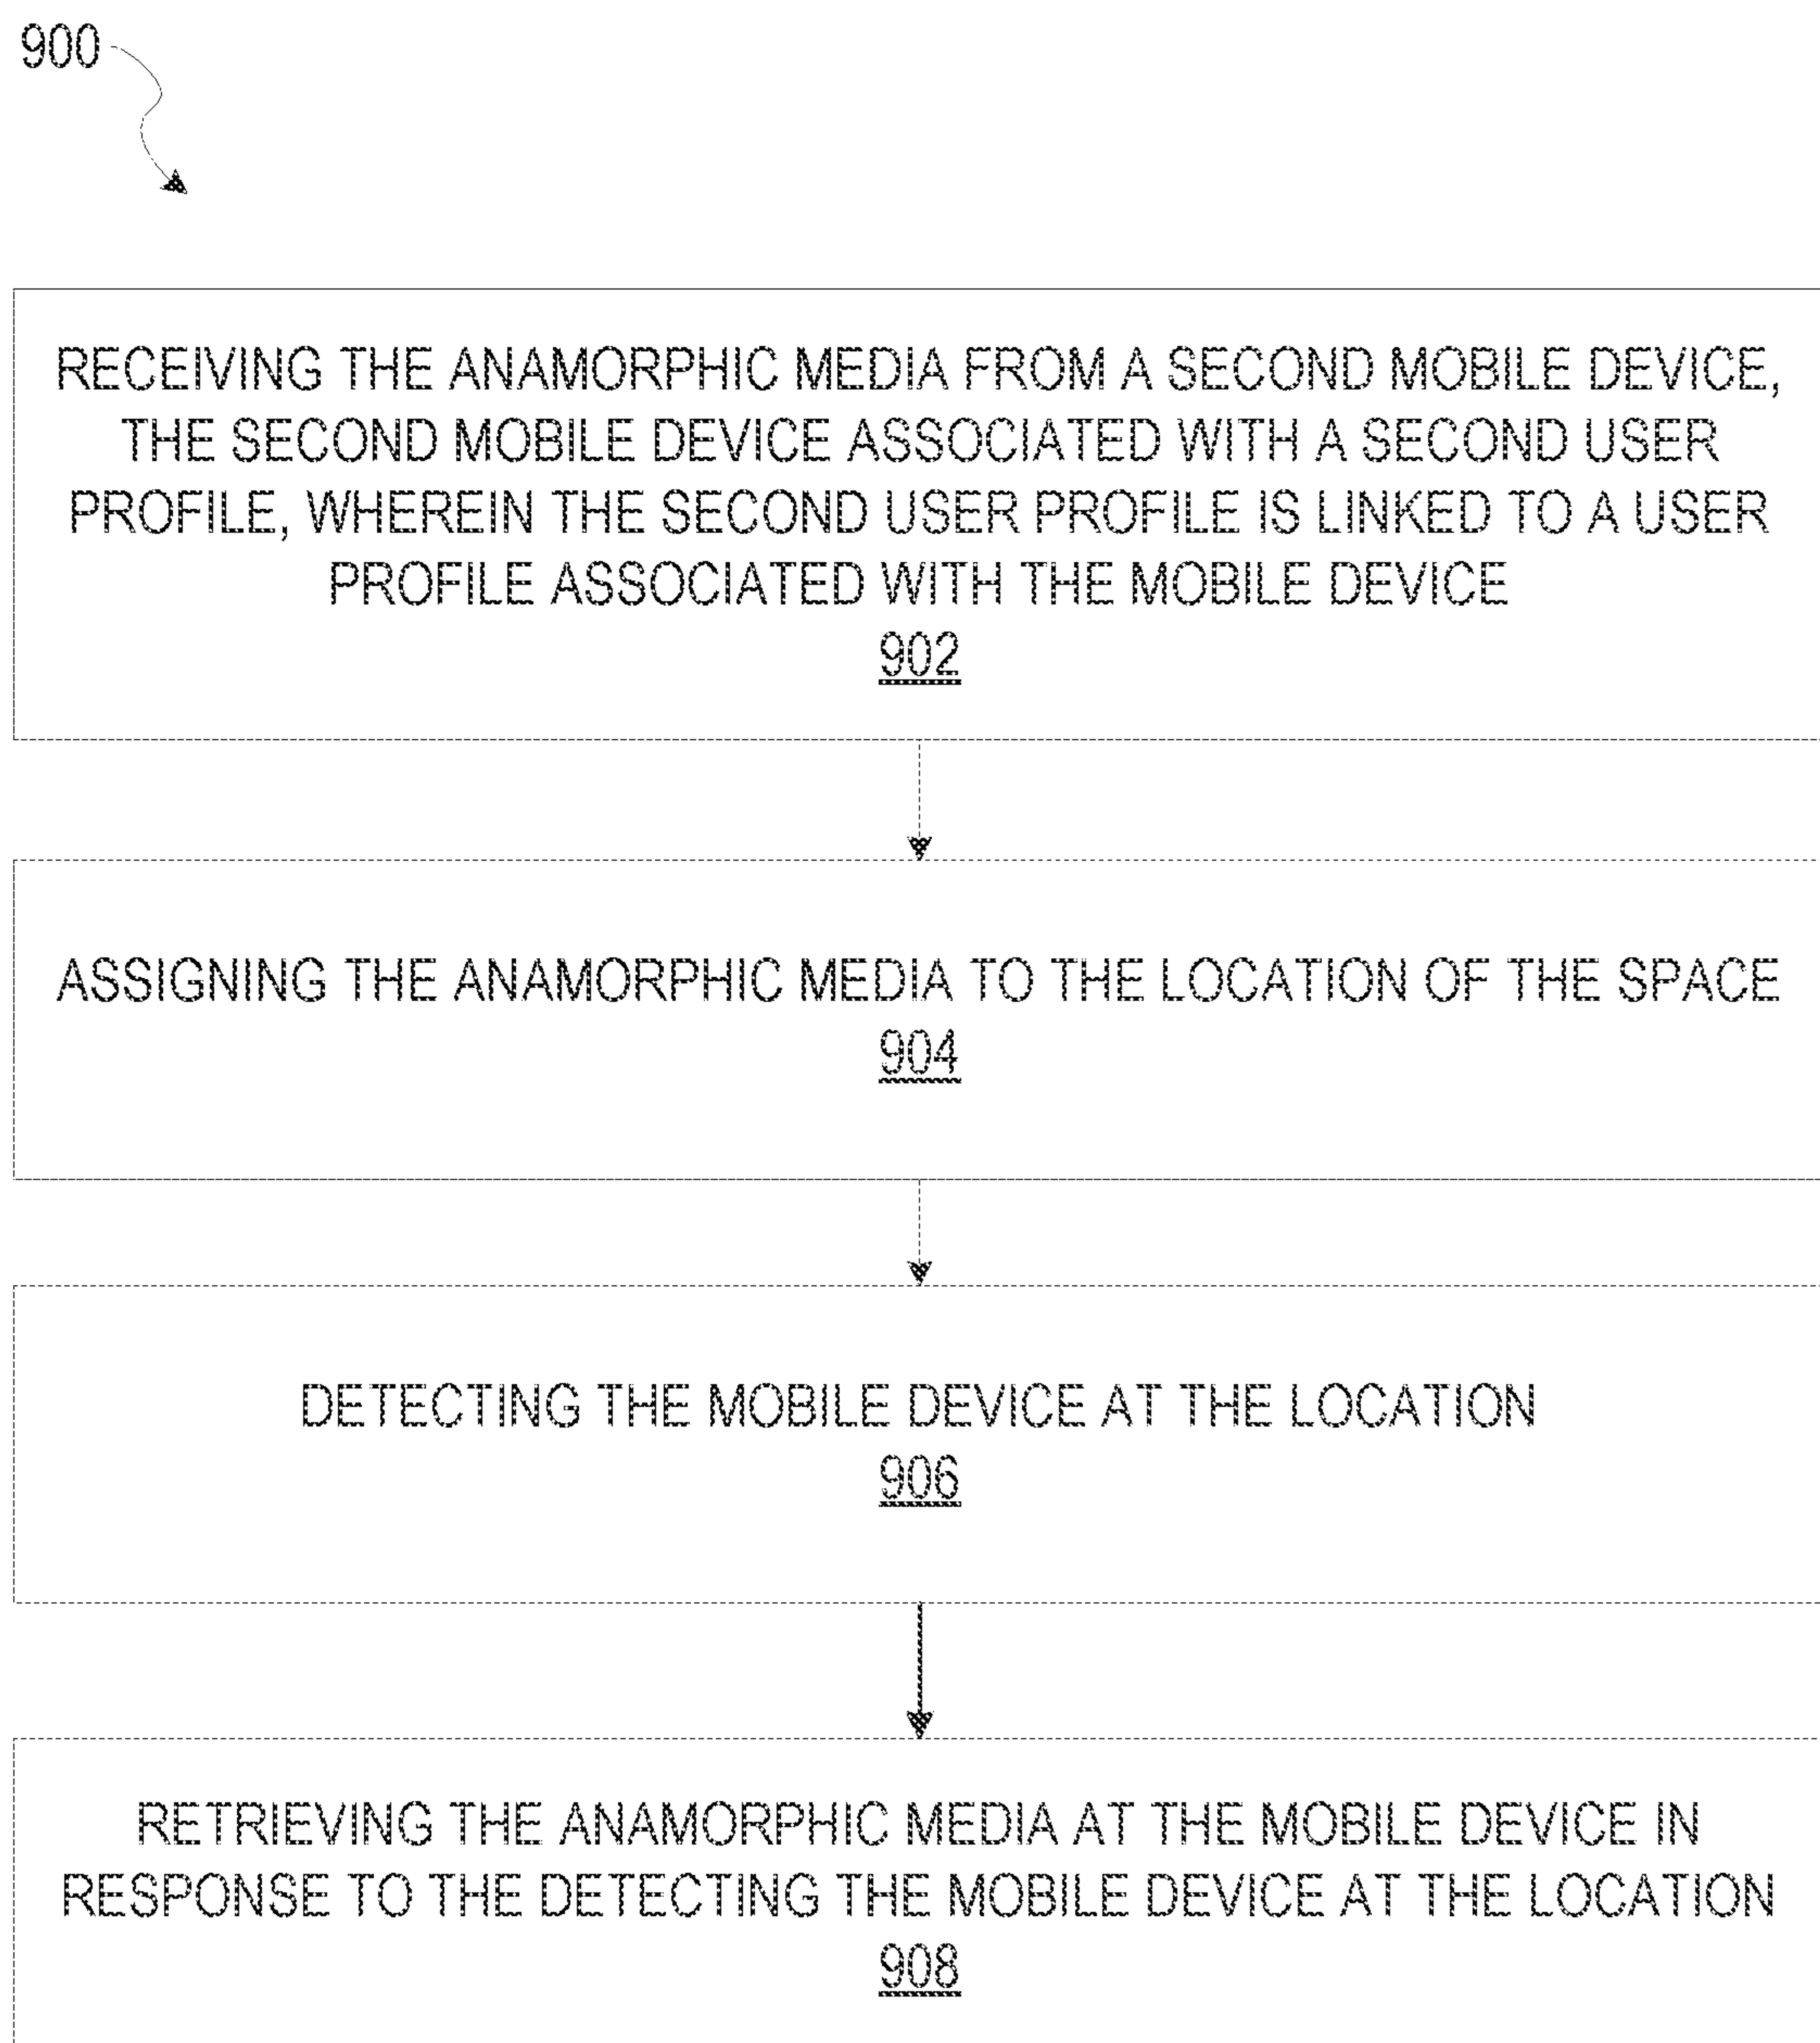 900
RECEIVING THE ANAMORPHIC MEDIA FROM A SECOND MOBILE DEVICE,
THE SECOND MOBILE DEVICE ASSOCIATED WITH A SECOND USER
PROFILE, WHEREIN THE SECOND USER PROFILE IS LINKED TO A USER
PROFILE ASSOCIATED WITH THE MOBILE DEVICE
902
ASSIGNING THE ANAMORPHIC MEDIA TO THE LOCATION OF THE SPACE
904
DETECTING THE MOBILE DEVICE AT THE LOCATION
906
RETRIEVING THE ANAMORPHIC MEDIA AT THE MOBILE DEVICE IN
RESPONSE TO THE DETECTING THE MOBILE DEVICE AT THE LOCATION
908